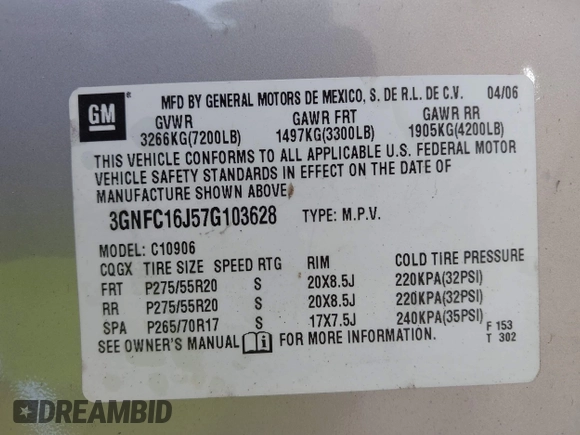 GM ® MFD BY GENERAL MOTORS DE MEXICO, S. DE R.L. DE C.V. 04/06
GVWR GAWR FRT GAWR RR
3266KG(7200LB) 1497KG(3300LB) 1905KG(4200LB)
THIS VEHICLE CONFORMS TO ALL APPLICABLE U.S. FEDERAL MOTOR
VEHICLE SAFETY STANDARDS IN EFFECT ON THE DATE OF
MANUFACTURE SHOWN ABOVE.
3GNFC16J57G103628 TYPE: M.P.V.
MODEL: C10906
CQGX TIRE SIZE SPEED RTG RIM COLD TIRE PRESSURE
FRT P275/55R20 S 20X8.5J 220KPA(32PSI)
RR P275/55R20 S 20X8.5J 220KPA(32PSI)
SPA P265/70R17 S 17X7.5J 240KPA(35PSI)
SEE OWNER'S MANUAL FOR MORE INFORMATION.
F 153
T 302
DREAMBID